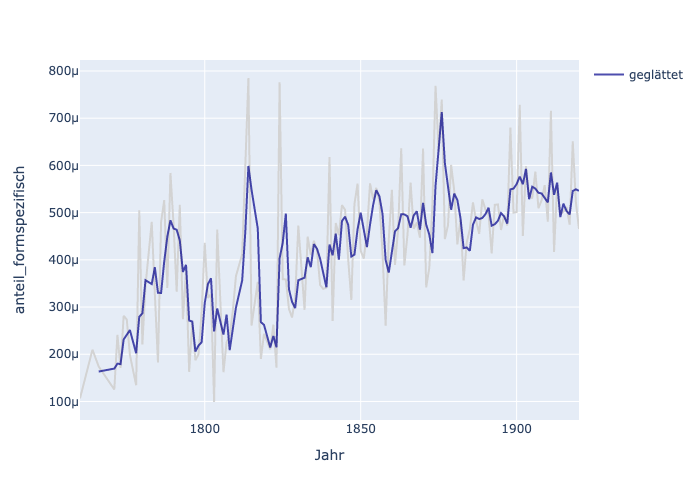 800μ
700μ
600μ
500μ
400μ
300μ
200μ
100μ
anteil_formspezifisch
1800
1850
1900
Jahr
geglättet